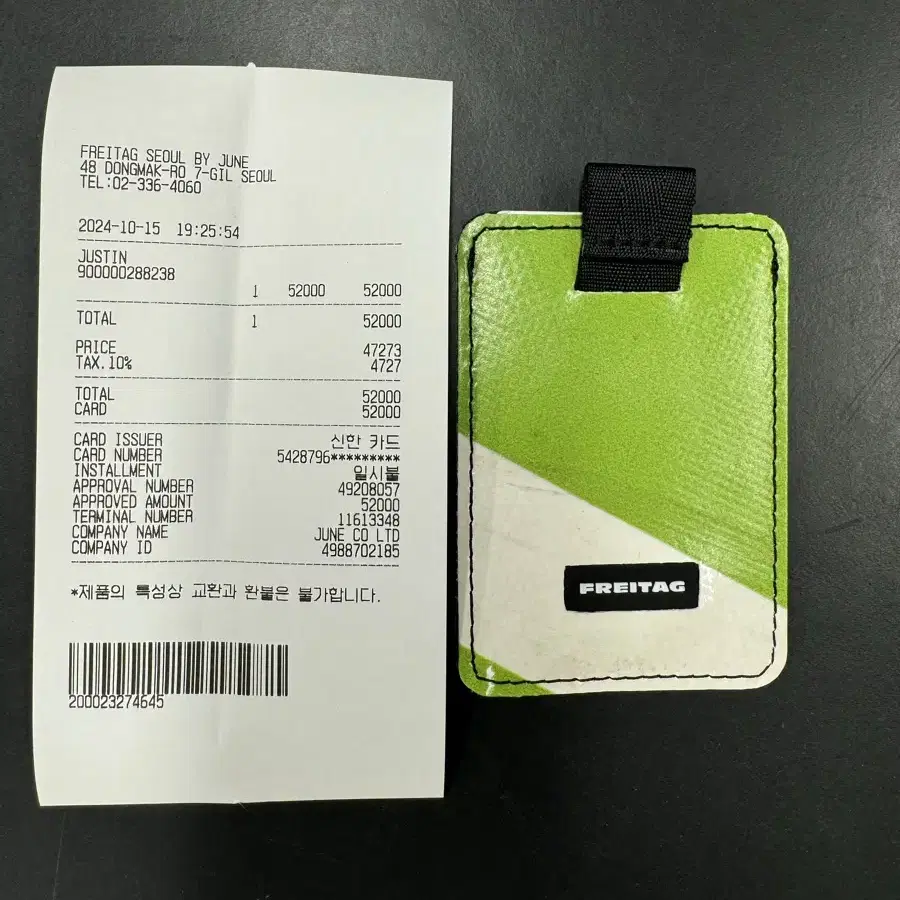 FREITAG SEOUL BY JUNE
48 DONGMAK-RO 7-GIL SEOUL
TEL:02-336-4060
2024-10-15 19:25:54
JUSTIN
900000288238
1 52000 52000
TOTAL 1 52000
PRICE 47273
TAX.10% 4727
TOTAL 52000
CARD 52000
CARD ISSUER 신한 카드
CARD NUMBER 5428796*********
INSTALLMENT 일시불
APPROVAL NUMBER 49208057
APPROVED AMOUNT 52000
TERMINAL NUMBER 11613348
COMPANY NAME JUNE CO LTD
COMPANY ID 4988702185
*제품의 특성상 교환과 환불은 불가합니다.
200023274645
FREITAG